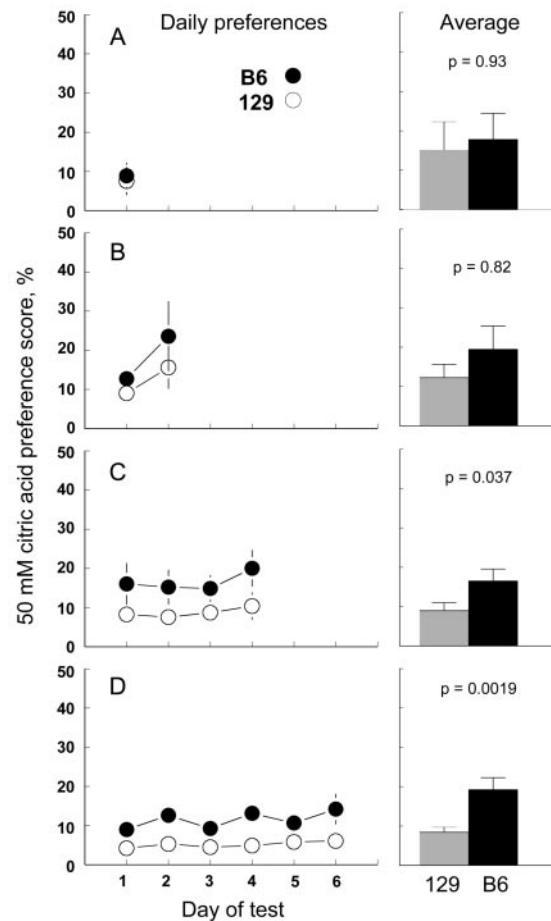 Daily preferences
Average
A
B6
129
p = 0.93
50
40
30
20
10
0
B
p = 0.82
50
40
30
20
10
0
C
p = 0.037
50
40
30
20
10
0
D
p = 0.0019
50
40
30
20
10
0
50 mM citric acid preference score, %
1 2 3 4 5 6
Day of test
129 B6